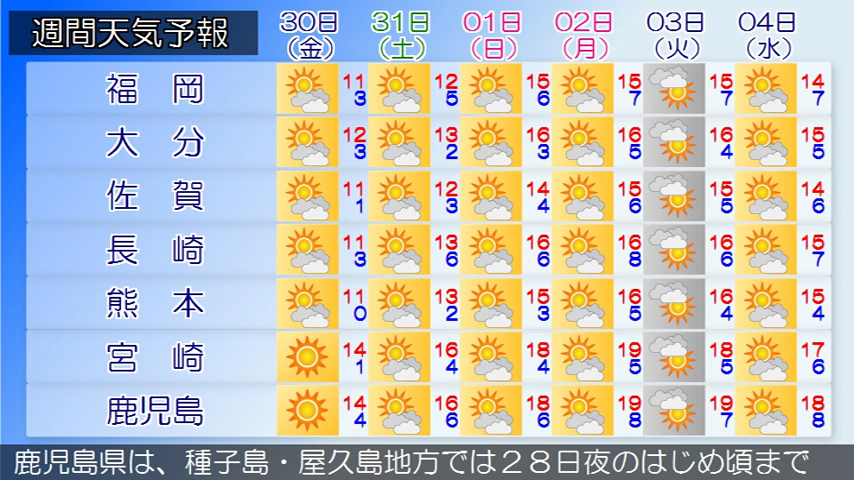 週間天気予報 30日 31日 01日 02日 03日 04日
(金) (土) (日) (月) (火) (水)
福岡 11 12 15 15 15 14
3 5 6 7 7 7
大分 12 13 16 16 16 15
3 2 3 5 4 5
佐賀 11 12 14 15 15 14
1 3 4 6 5 6
長崎 11 13 16 16 16 15
3 6 6 8 6 7
熊本 11 13 15 16 16 15
0 2 3 5 4 4
宮崎 14 16 18 19 18 17
1 4 4 5 5 6
鹿児島 14 16 18 19 19 18
4 6 6 8 7 8
鹿児島県は、種子島・屋久島地方では２８日夜のはじめ頃まで